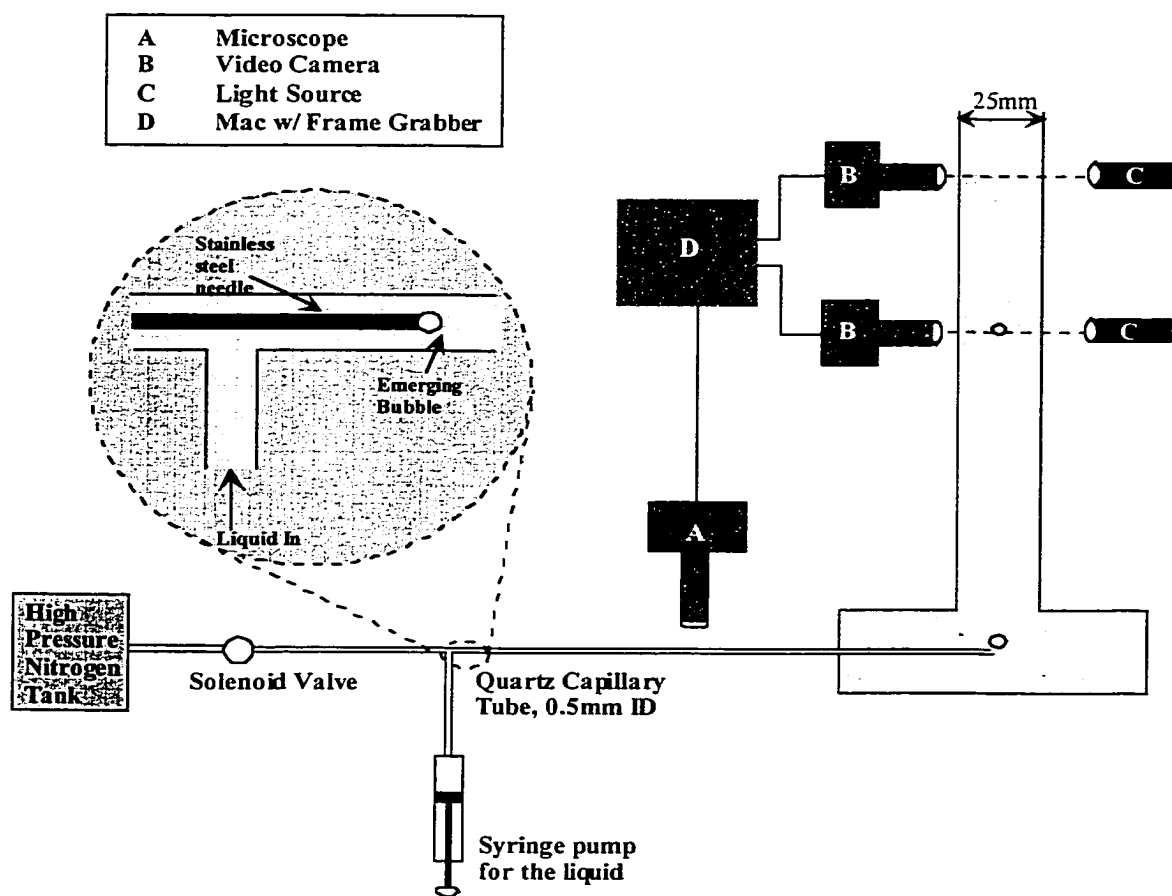 A Microscope
B Video Camera
C Light Source
D Mac w/ Frame Grabber
25mm
B
C
D
B
C
Stainless
steel
needle
Emerging
Bubble
Liquid In
A
High
Pressure
Nitrogen
Tank
Solenoid Valve
Quartz Capillary
Tube, 0.5mm ID
Syringe pump
for the liquid